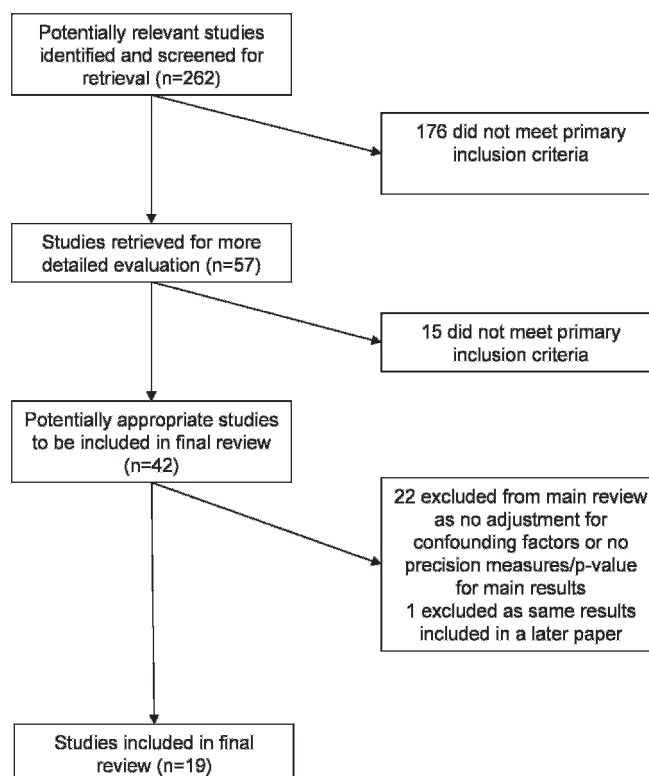 Potentially relevant studies
identified and screened for
retrieval (n=262)
176 did not meet primary
inclusion criteria
Studies retrieved for more
detailed evaluation (n=57)
15 did not meet primary
inclusion criteria
Potentially appropriate studies
to be included in final review
(n=42)
22 excluded from main review
as no adjustment for
confounding factors or no
precision measures/p-value
for main results
1 excluded as same results
included in a later paper
Studies included in final
review (n=19)